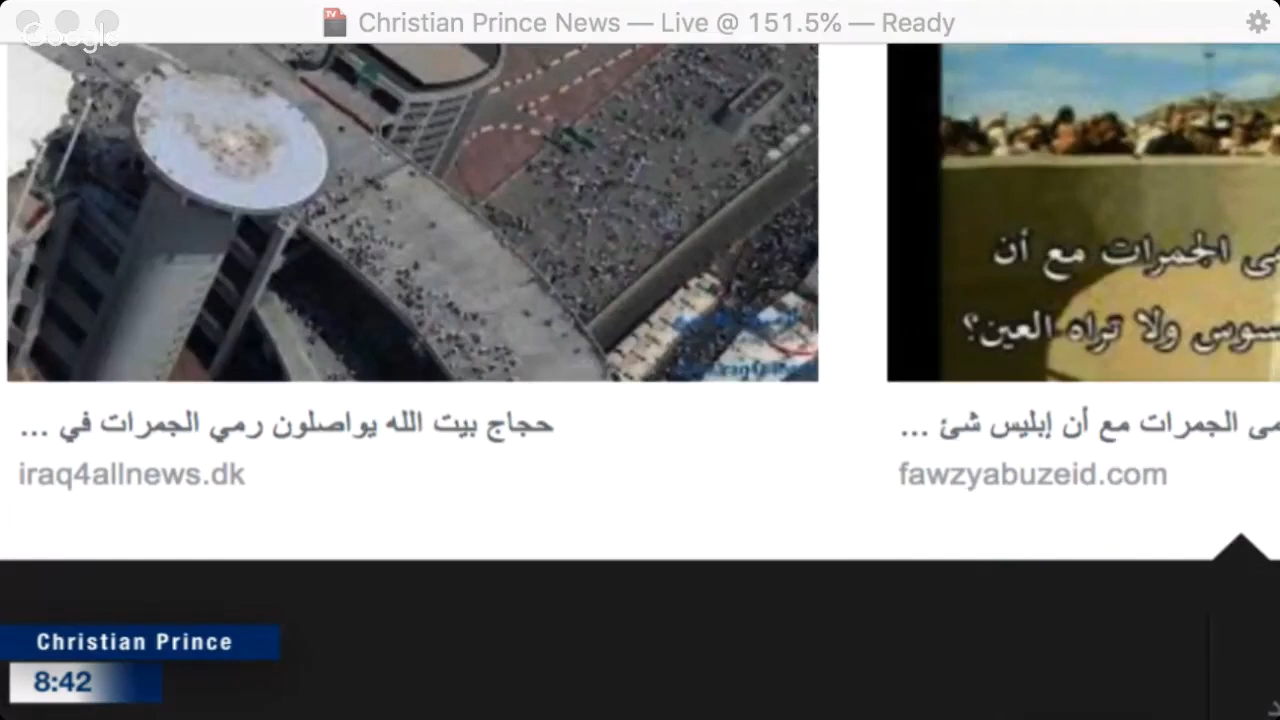 Christian Prince News — Live @ 151.5% — Ready
Google
الجمرات مع أن
ولا تراه العين؟
حجاج بيت الله يواصلون رمي الجمرات في ...
iraq4allnews.dk
الجمرات مع أن إبليس شئ ...
fawzyabuzeid.com
Christian Prince
8:42